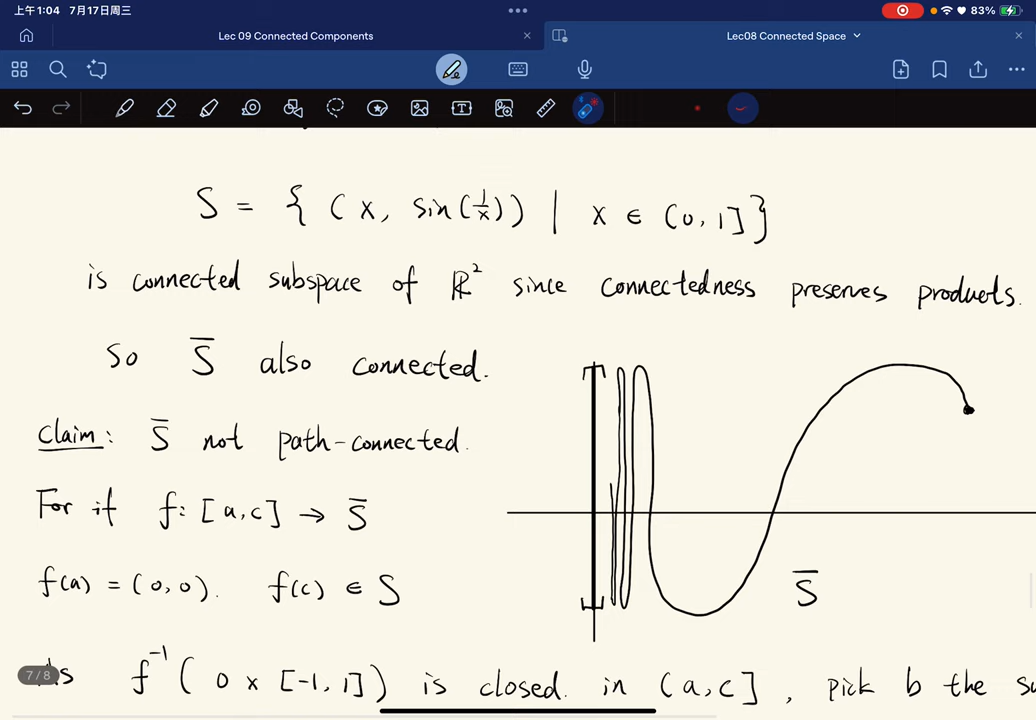 上午1:04 7月17日周三
83%
Lec 09 Connected Components
Lec08 Connected Space
S = { (x, sin(1/x)) | x ∈ (0, 1] }
is connected subspace of ℝ² since connectedness preserves products.
So S̄ also connected.
Claim: S̄ not path-connected.
For if f: [a, c] → S̄
f(a) = (0, 0). f(c) ∈ S
S̄
7 / 8
As f⁻¹( 0 × [-1, 1]) is closed. in [a, c], pick b the